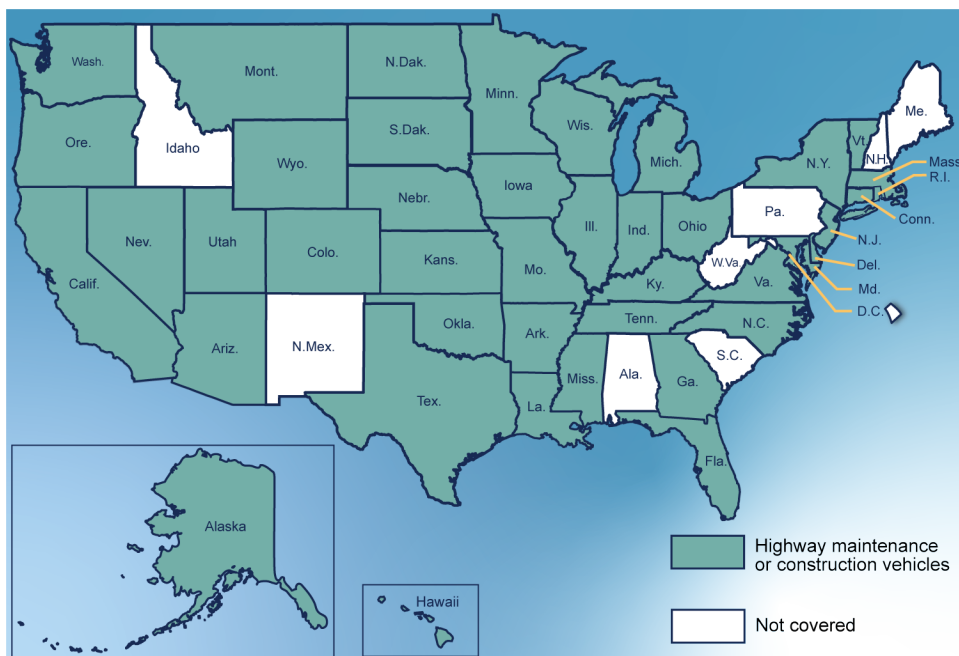 Wash.
Mont.
N.Dak.
Minn.
Me.
Ore.
Idaho
Wyo.
S.Dak.
Wis.
Mich.
N.Y.
Vt.
N.H.
Mass
R.I.
Conn.
Nebr.
Iowa
Pa.
N.J.
Nev.
Utah
Colo.
Kans.
Ill.
Ind.
Ohio
W.Va.
Del.
Calif.
Mo.
Ky.
Va.
Md.
D.C.
Ariz.
N.Mex.
Okla.
Ark.
Tenn.
N.C.
S.C.
Tex.
La.
Miss.
Ala.
Ga.
Fla.
Alaska
Hawaii
Highway maintenance
or construction vehicles
Not covered